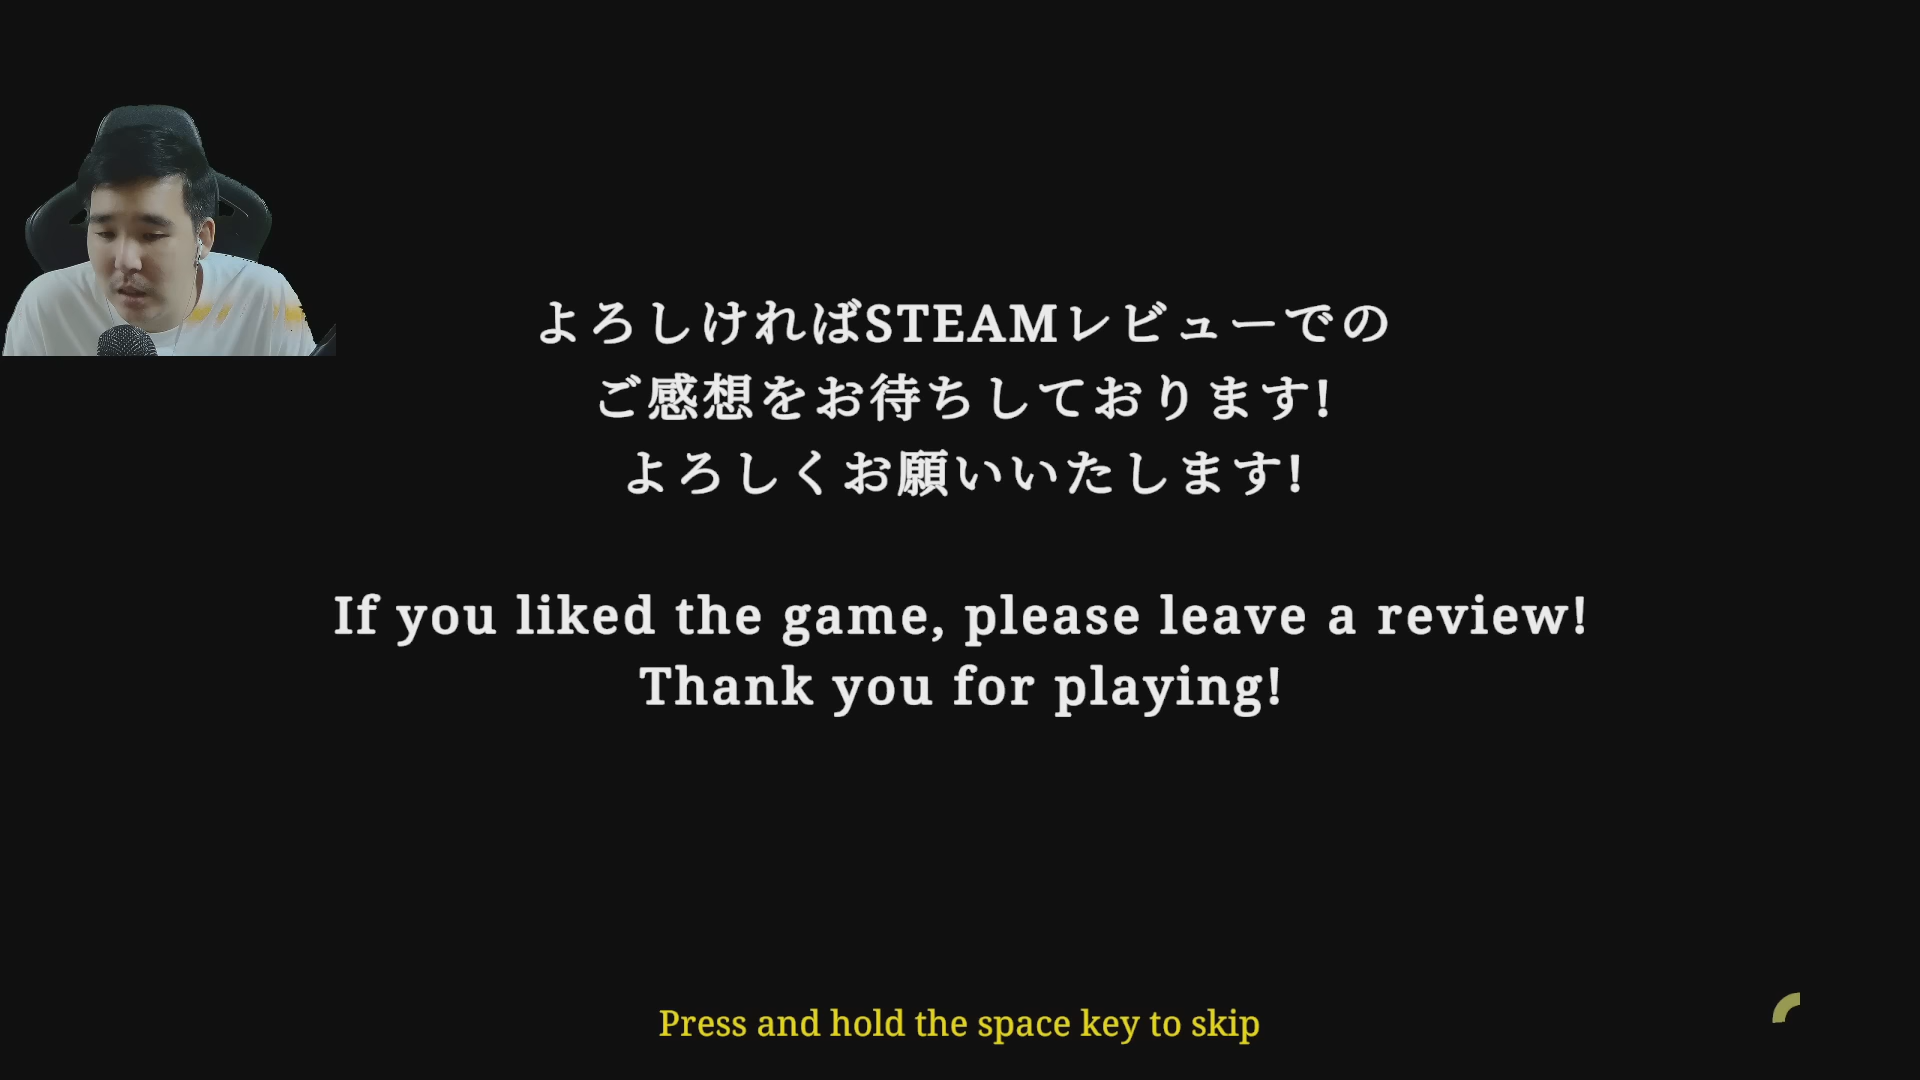 よろしければSTEAMレビューでの
ご感想をお待ちしております!
よろしくお願いいたします!
If you liked the game, please leave a review!
Thank you for playing!
Press and hold the space key to skip